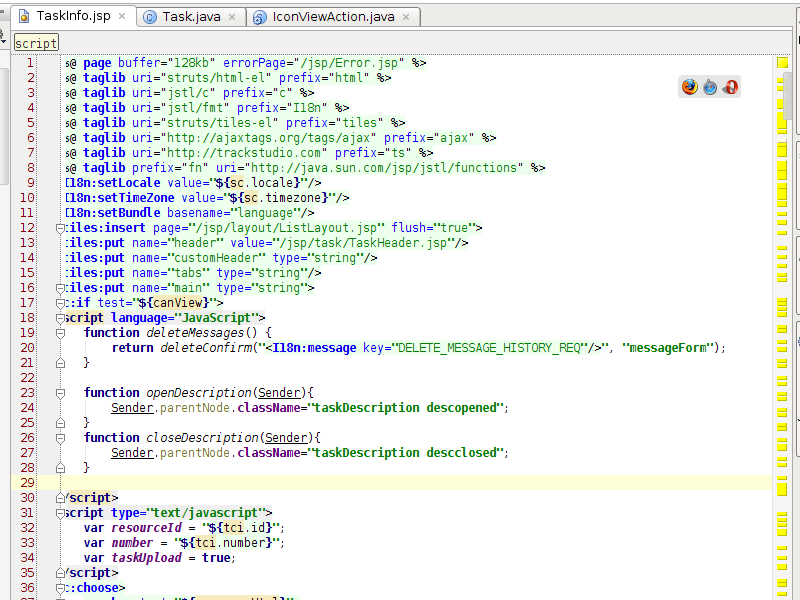 TaskInfo.jsp Task.java IconViewAction.java
script
1 %@ page buffer="128kb" errorPage="/jsp/Error.jsp" %>
2 %@ taglib uri="struts/html-el" prefix="html" %>
3 %@ taglib uri="jstl/c" prefix="c" %>
4 %@ taglib uri="jstl/fmt" prefix="I18n" %>
5 %@ taglib uri="struts/tiles-el" prefix="tiles" %>
6 %@ taglib uri="http://ajaxtags.org/tags/ajax" prefix="ajax" %>
7 %@ taglib uri="http://trackstudio.com" prefix="ts" %>
8 %@ taglib prefix="fn" uri="http://java.sun.com/jsp/jstl/functions" %>
9 I18n:setLocale value="${sc.locale}"/>
10 I18n:setTimeZone value="${sc.timezone}"/>
11 I18n:setBundle basename="language"/>
12 tiles:insert page="/jsp/layout/ListLayout.jsp" flush="true">
13 tiles:put name="header" value="/jsp/task/TaskHeader.jsp"/>
14 tiles:put name="customHeader" type="string"/>
15 tiles:put name="tabs" type="string"/>
16 tiles:put name="main" type="string">
17 c:if test="${canView}">
18 script language="JavaScript">
19 function deleteMessages() {
20 return deleteConfirm("<I18n:message key="DELETE_MESSAGE_HISTORY_REQ"/>", "messageForm");
21 }
22
23 function openDescription(Sender){
24 Sender.parentNode.className="taskDescription descopened";
25 }
26 function closeDescription(Sender){
27 Sender.parentNode.className="taskDescription descclosed";
28 }
29
30 /script>
31 script type="text/javascript">
32 var resourceId = "${tci.id}";
33 var number = "${tci.number}";
34 var taskUpload = true;
35 /script>
36 c:choose>